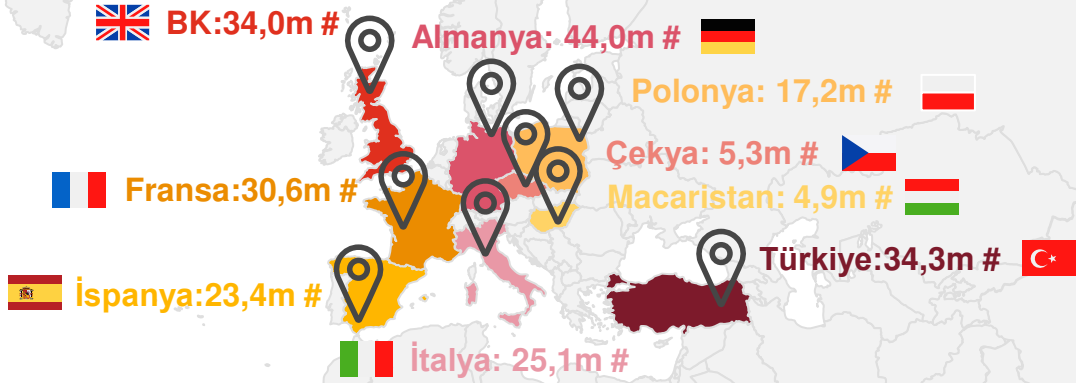 BK:34,0m #
Almanya: 44,0m #
Polonya: 17,2m #
Çekya: 5,3m #
Fransa:30,6m #
Macaristan: 4,9m #
Türkiye:34,3m #
İspanya:23,4m #
İtalya: 25,1m #